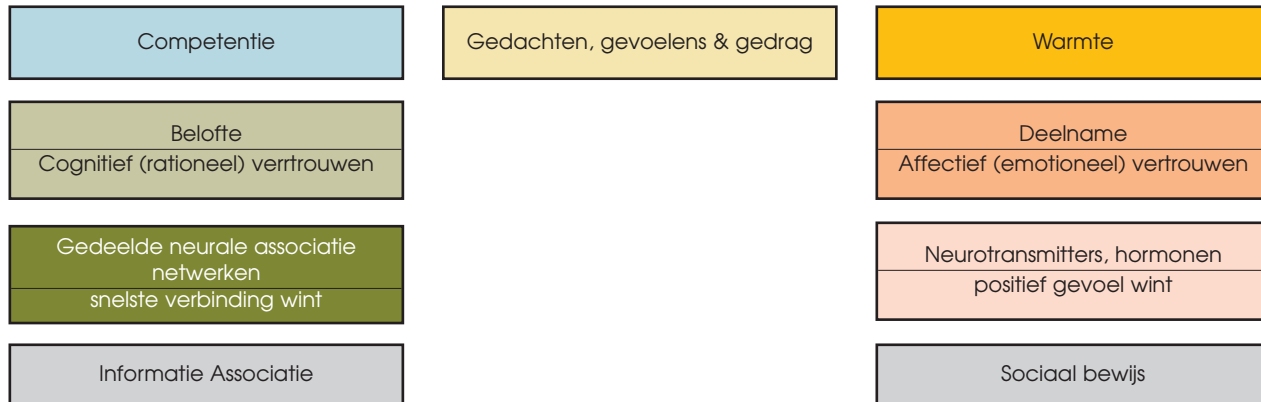 Competentie
Gedachten, gevoelens & gedrag
Warmte
Belofte
Cognitief (rationeel) verrtrouwen
Deelname
Affectief (emotioneel) vertrouwen
Gedeelde neurale associatie
netwerken
snelste verbinding wint
Neurotransmitters, hormonen
positief gevoel wint
Informatie Associatie
Sociaal bewijs